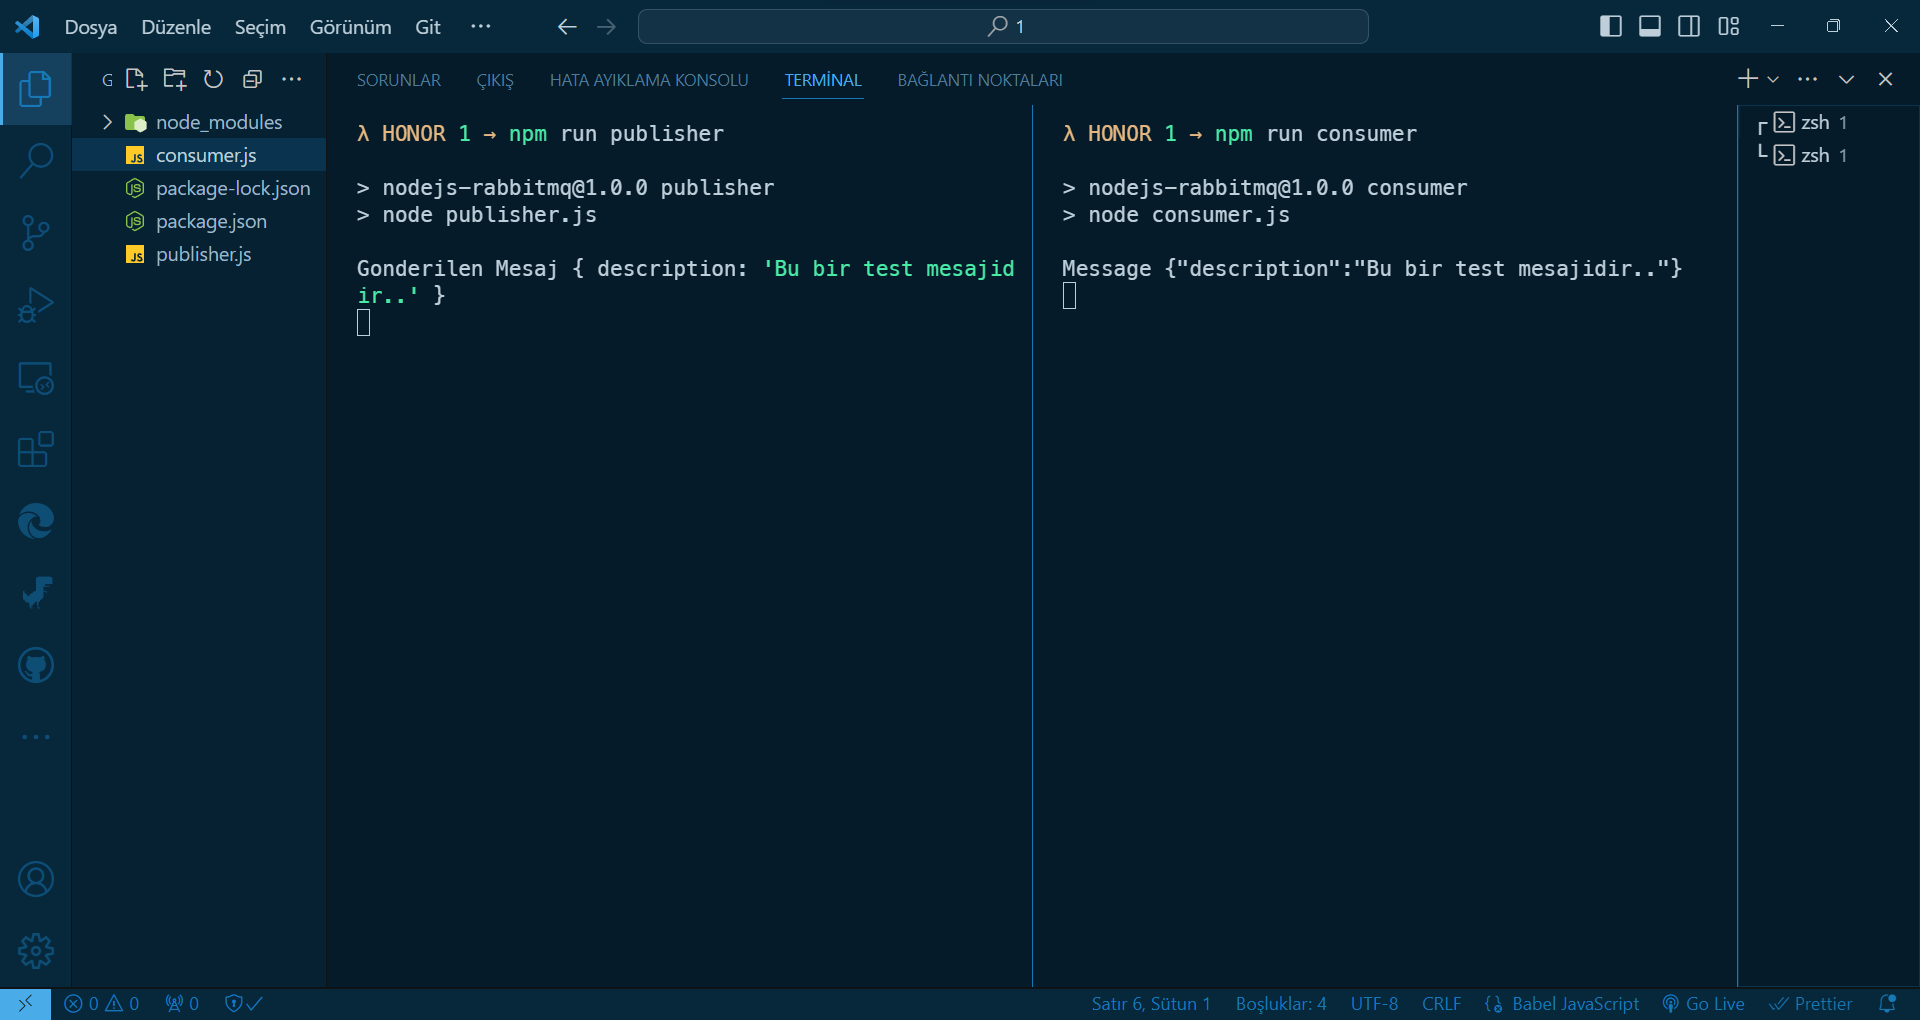 Dosya Düzenle Seçim Görünüm Git ···
1
G
node_modules
consumer.js
package-lock.json
package.json
publisher.js
SORUNLAR ÇIKIŞ HATA AYIKLAMA KONSOLU TERMİNAL BAĞLANTI NOKTALARI
λ HONOR 1 → npm run publisher
> nodejs-rabbitmq@1.0.0 publisher
> node publisher.js
Gonderilen Mesaj { description: 'Bu bir test mesajid
ir..' }
λ HONOR 1 → npm run consumer
> nodejs-rabbitmq@1.0.0 consumer
> node consumer.js
Message {"description":"Bu bir test mesajidir.."}
zsh 1
zsh 1
0 0 0
Satır 6, Sütun 1 Boşluklar: 4 UTF-8 CRLF Babel JavaScript Go Live Prettier